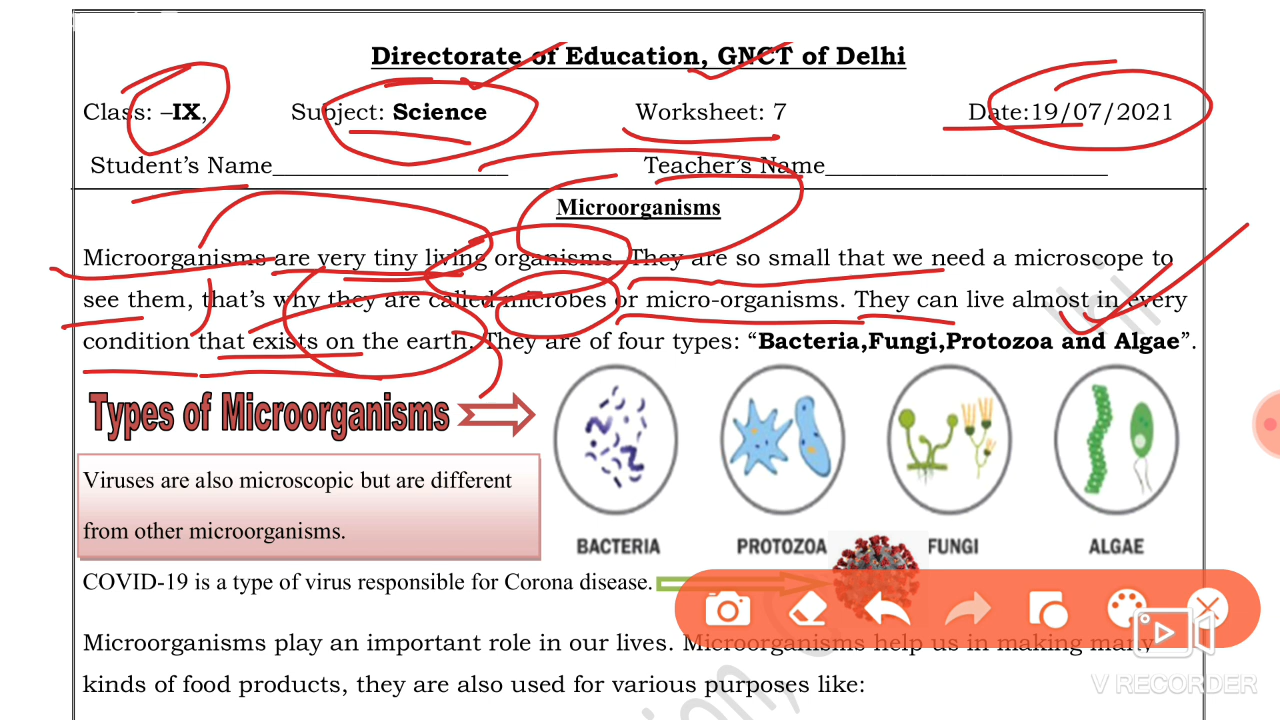 Directorate of Education, GNCT of Delhi
Class: –IX, Subject: Science Worksheet: 7 Date:19/07/2021
Student’s Name__________________ Teacher’s Name______________________
Microorganisms
Microorganisms are very tiny living organisms. They are so small that we need a microscope to
see them, that’s why they are called microbes or micro-organisms. They can live almost in every
condition that exists on the earth. They are of four types: “Bacteria,Fungi,Protozoa and Algae”.
Types of Microorganisms
Viruses are also microscopic but are different
from other microorganisms.
BACTERIA PROTOZOA FUNGI ALGAE
COVID-19 is a type of virus responsible for Corona disease.
Microorganisms play an important role in our lives. Microorganisms help us in making many
kinds of food products, they are also used for various purposes like:
V RECORDER